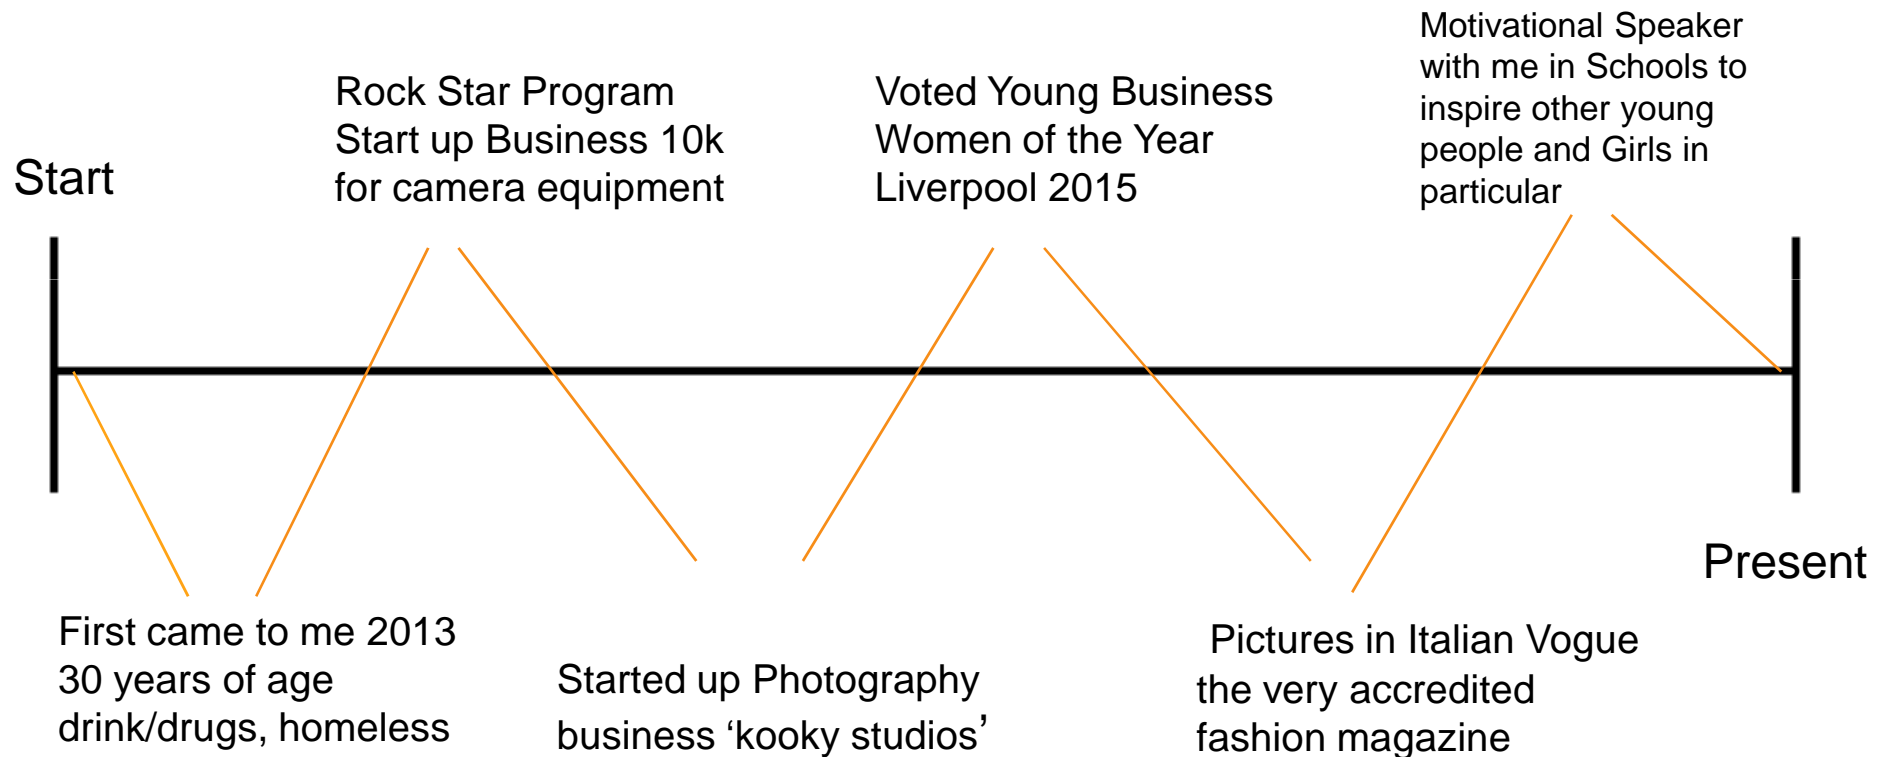 Start
First came to me 2013
30 years of age
drink/drugs, homeless
Rock Star Program
Start up Business 10k
for camera equipment
Started up Photography
business ‘kooky studios’
Voted Young Business
Women of the Year
Liverpool 2015
Pictures in Italian Vogue
the very accredited
fashion magazine
Motivational Speaker
with me in Schools to
inspire other young
people and Girls in
particular
Present